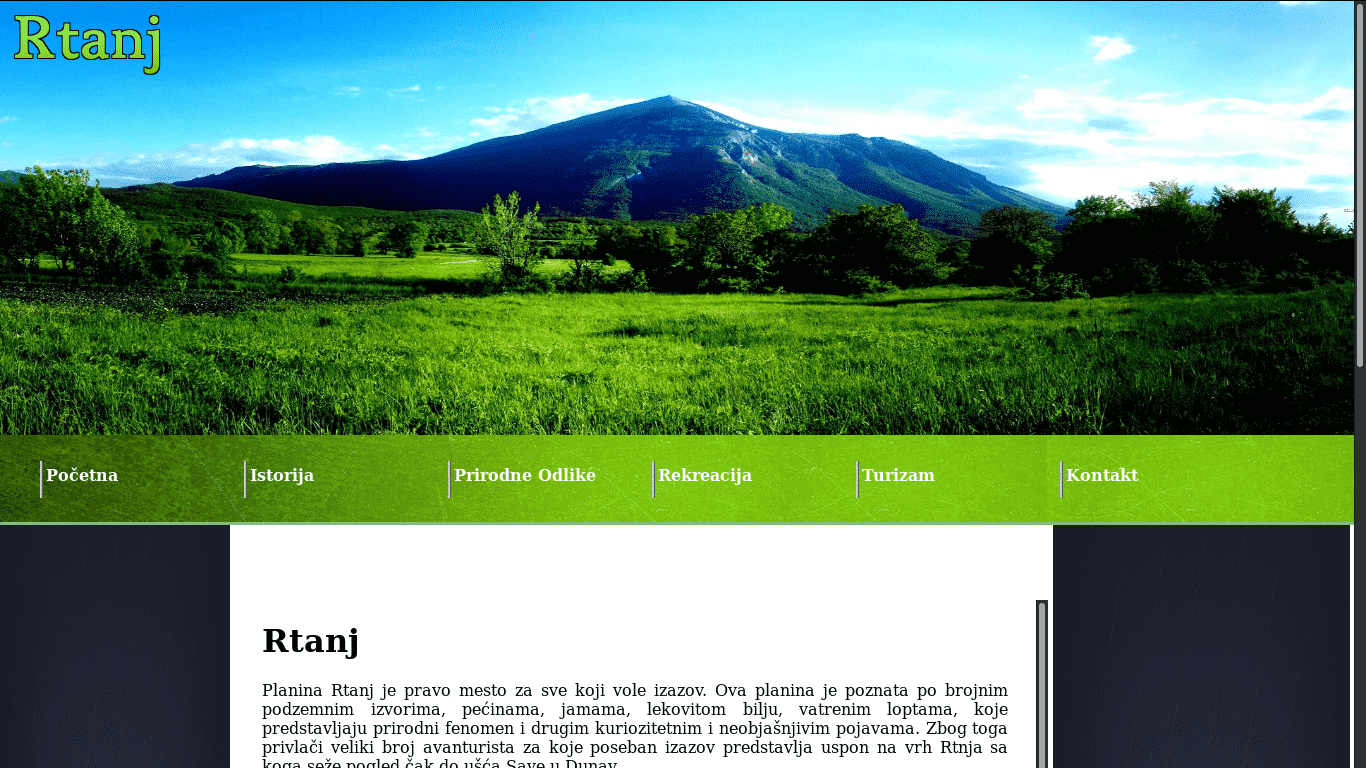 Rtanj
Početna
Istorija
Prirodne Odlike
Rekreacija
Turizam
Kontakt
Rtanj
Planina Rtanj je pravo mesto za sve koji vole izazov. Ova planina je poznata po brojnim
podzemnim izvorima, pećinama, jamama, lekovitom bilju, vatrenim loptama, koje
predstavljaju prirodni fenomen i drugim kuriozitetnim i neobjašnjivim pojavama. Zbog toga
privlači veliki broj avanturista za koje poseban izazov predstavlja uspon na vrh Rtnja sa
koga seže pogled čak do ušća Save u Dunav.